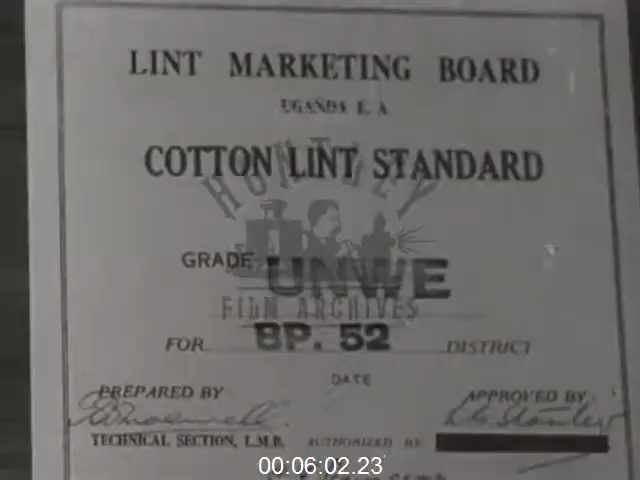 LINT MARKETING BOARD
UGANDA E. A.
COTTON LINT STANDARD
HUNTLEY
GRADE UNWE
FILM ARCHIVES
FOR BP. 52 DISTRICT
DATE
PREPARED BY APPROVED BY
TECHNICAL SECTION, L.M.B. AUTHORIZED BY
00:06:02.23